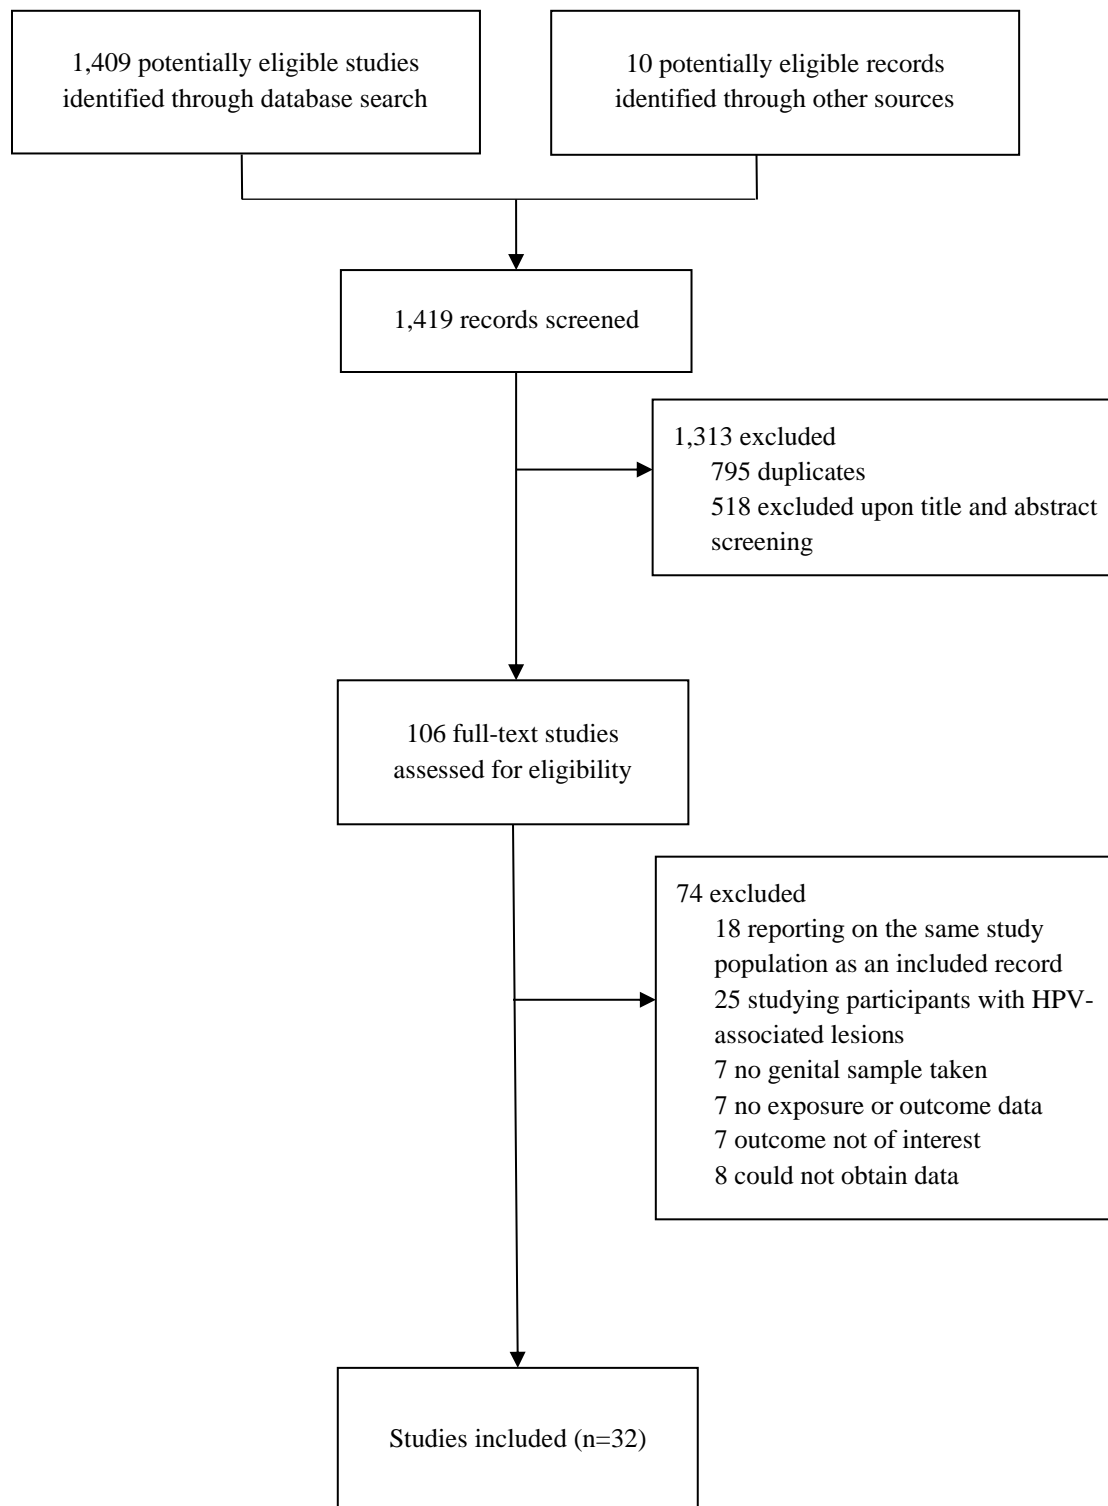 1,409 potentially eligible studies
identified through database search
10 potentially eligible records
identified through other sources
1,419 records screened
1,313 excluded
795 duplicates
518 excluded upon title and abstract
screening
106 full-text studies
assessed for eligibility
74 excluded
18 reporting on the same study
population as an included record
25 studying participants with HPV-
associated lesions
7 no genital sample taken
7 no exposure or outcome data
7 outcome not of interest
8 could not obtain data
Studies included (n=32)